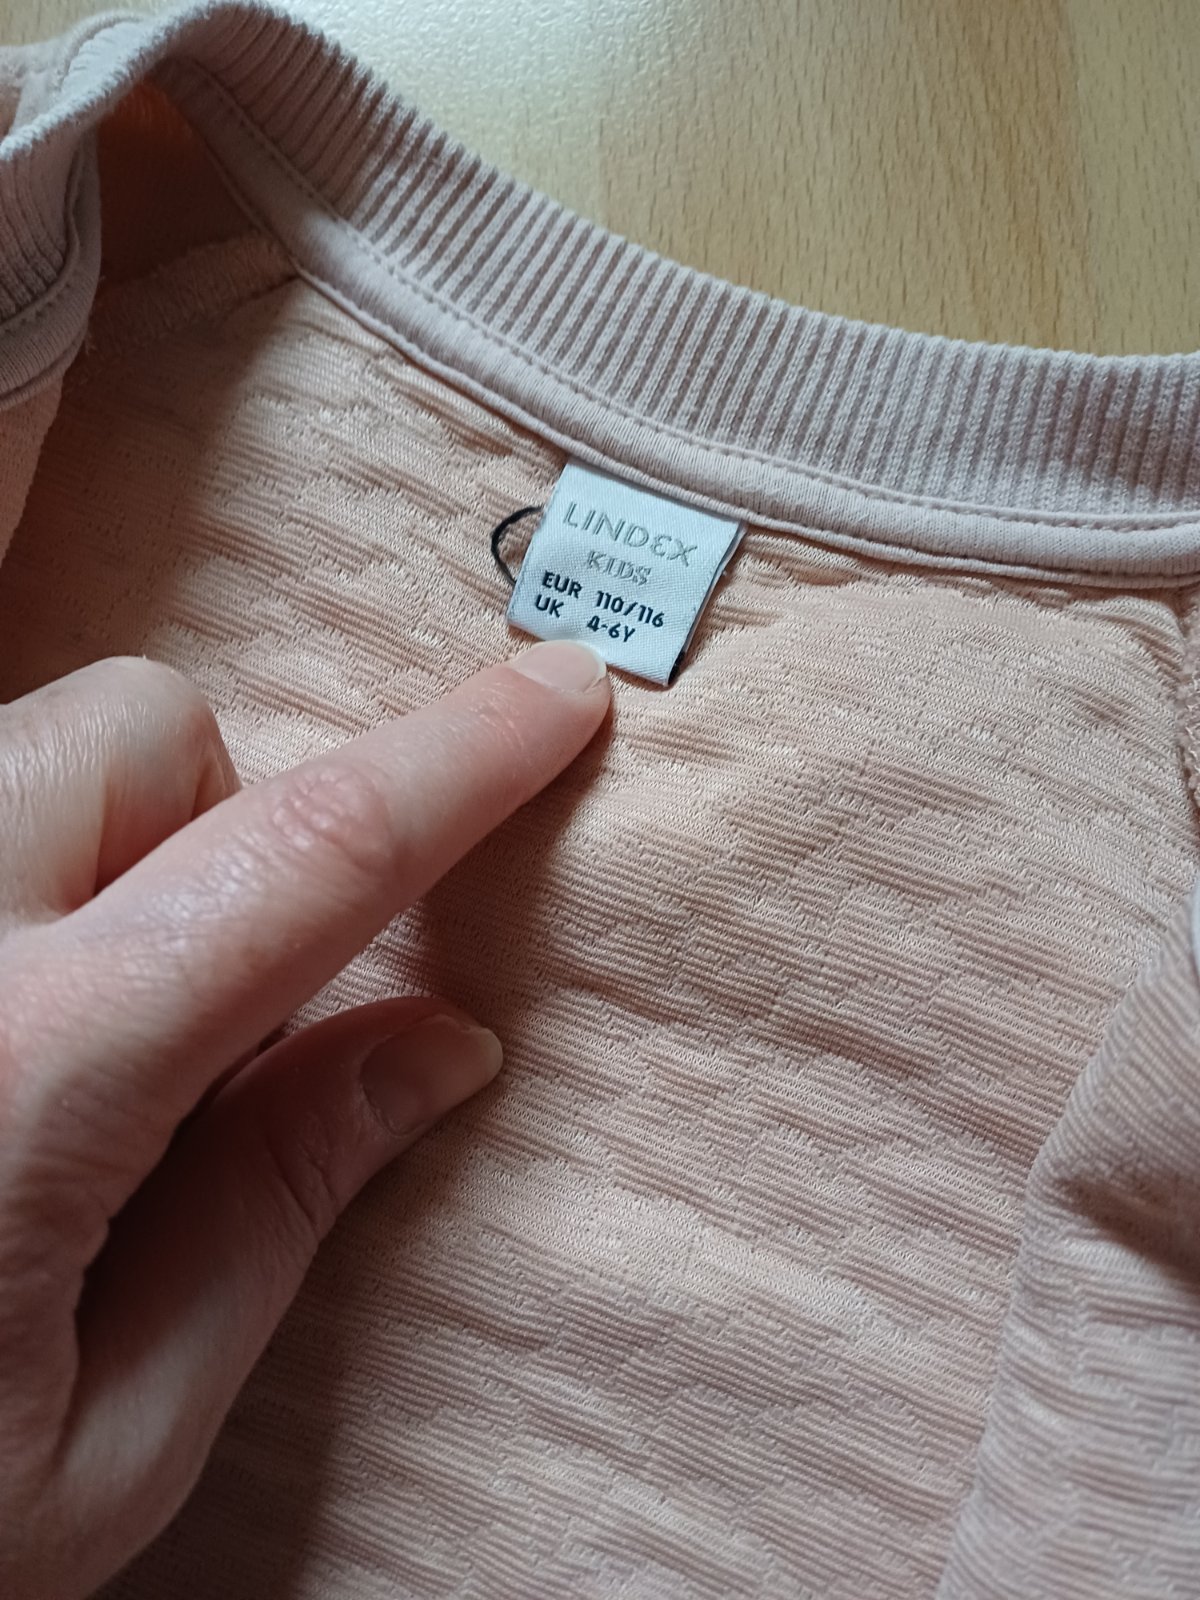 LINDEX
KIDS
EUR 110/116
UK 4-6Y